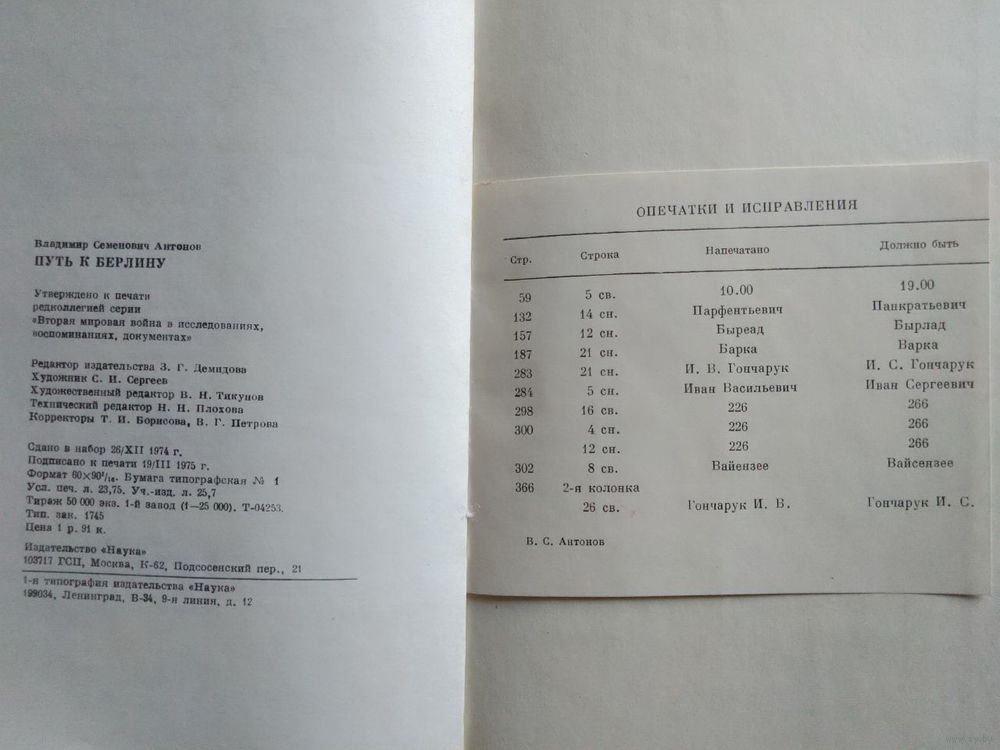 Владимир Семенович Антонов
ПУТЬ К БЕРЛИНУ
Утверждено к печати
редколлегией серии
«Вторая мировая война в исследованиях,
воспоминаниях, документах»
Редактор издательства З. Г. Демидова
Художник С. И. Сергеев
Художественный редактор В. Н. Тикунов
Технический редактор Н. Н. Плохова
Корректоры Т. И. Борисова, В. Г. Петрова
Сдано в набор 26/XII 1974 г.
Подписано к печати 19/III 1975 г.
Формат 60×90¹/₁₆. Бумага типографская № 1
Усл. печ. л. 23,75. Уч.-изд. л. 25,7
Тираж 50 000 экз. 1-й завод (1—25 000). Т-04253.
Тип. зак. 1745
Цена 1 р. 91 к.
Издательство «Наука»
103717 ГСП, Москва, К-62, Подсосенский пер., 21
1-я типография издательства «Наука»
199034, Ленинград, В-34, 9-я линия, д. 12
ОПЕЧАТКИ И ИСПРАВЛЕНИЯ
Стр. Строка Напечатано Должно быть
59 5 св. 10.00 19.00
132 14 сн. Парфентьевич Панкратьевич
157 12 сн. Быреад Бырлад
187 21 сн. Барка Варка
283 21 сн. И. В. Гончарук И. С. Гончарук
284 5 сн. Иван Васильевич Иван Сергеевич
298 16 св. 226 266
300 4 сн. 226 266
12 сн. 226 266
302 8 св. Вайензее Вайсензее
366 2-я колонка
26 св. Гончарук И. В. Гончарук И. С.
В. С. Антонов